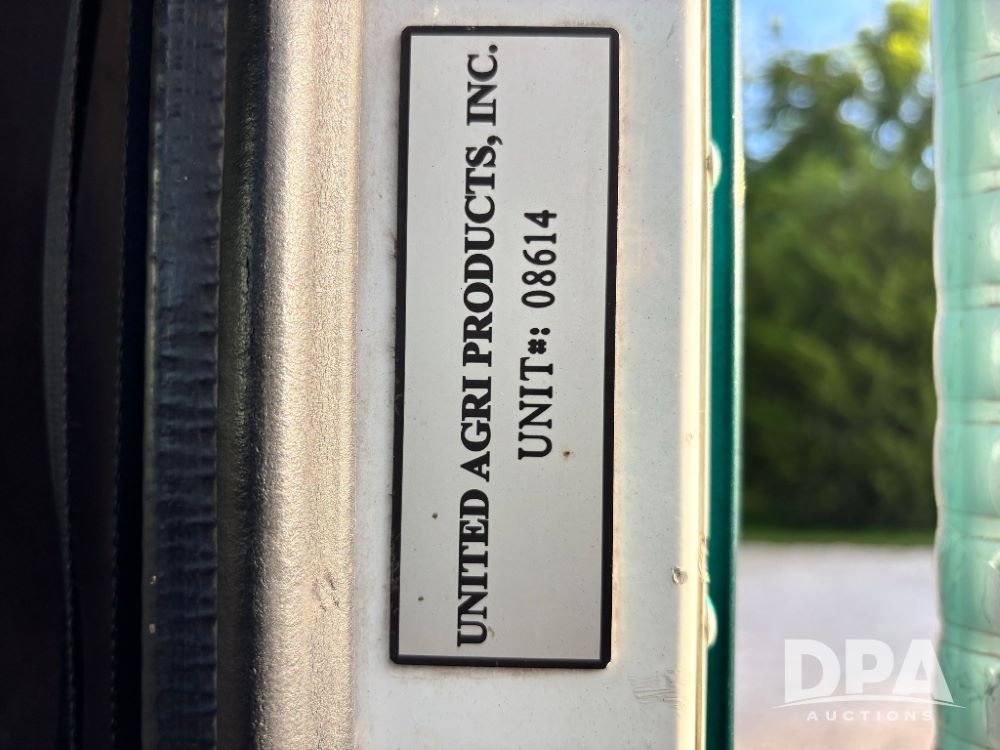 UNITED AGRI PRODUCTS, INC.
UNIT#: 08614
DPA
AUCTIONS